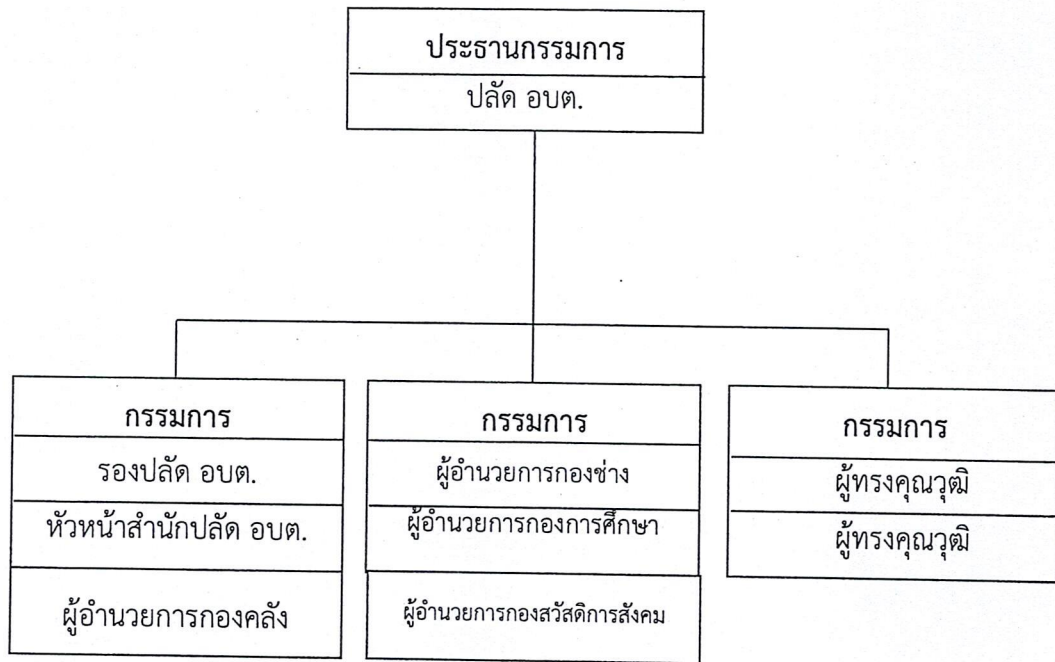 ประธานกรรมการ
ปลัด อบต.
กรรมการ
รองปลัด อบต.
หัวหน้าสำนักปลัด อบต.
ผู้อำนวยการกองคลัง
กรรมการ
ผู้อำนวยการกองช่าง
ผู้อำนวยการกองการศึกษา
ผู้อำนวยการกองสวัสดิการสังคม
กรรมการ
ผู้ทรงคุณวุฒิ
ผู้ทรงคุณวุฒิ